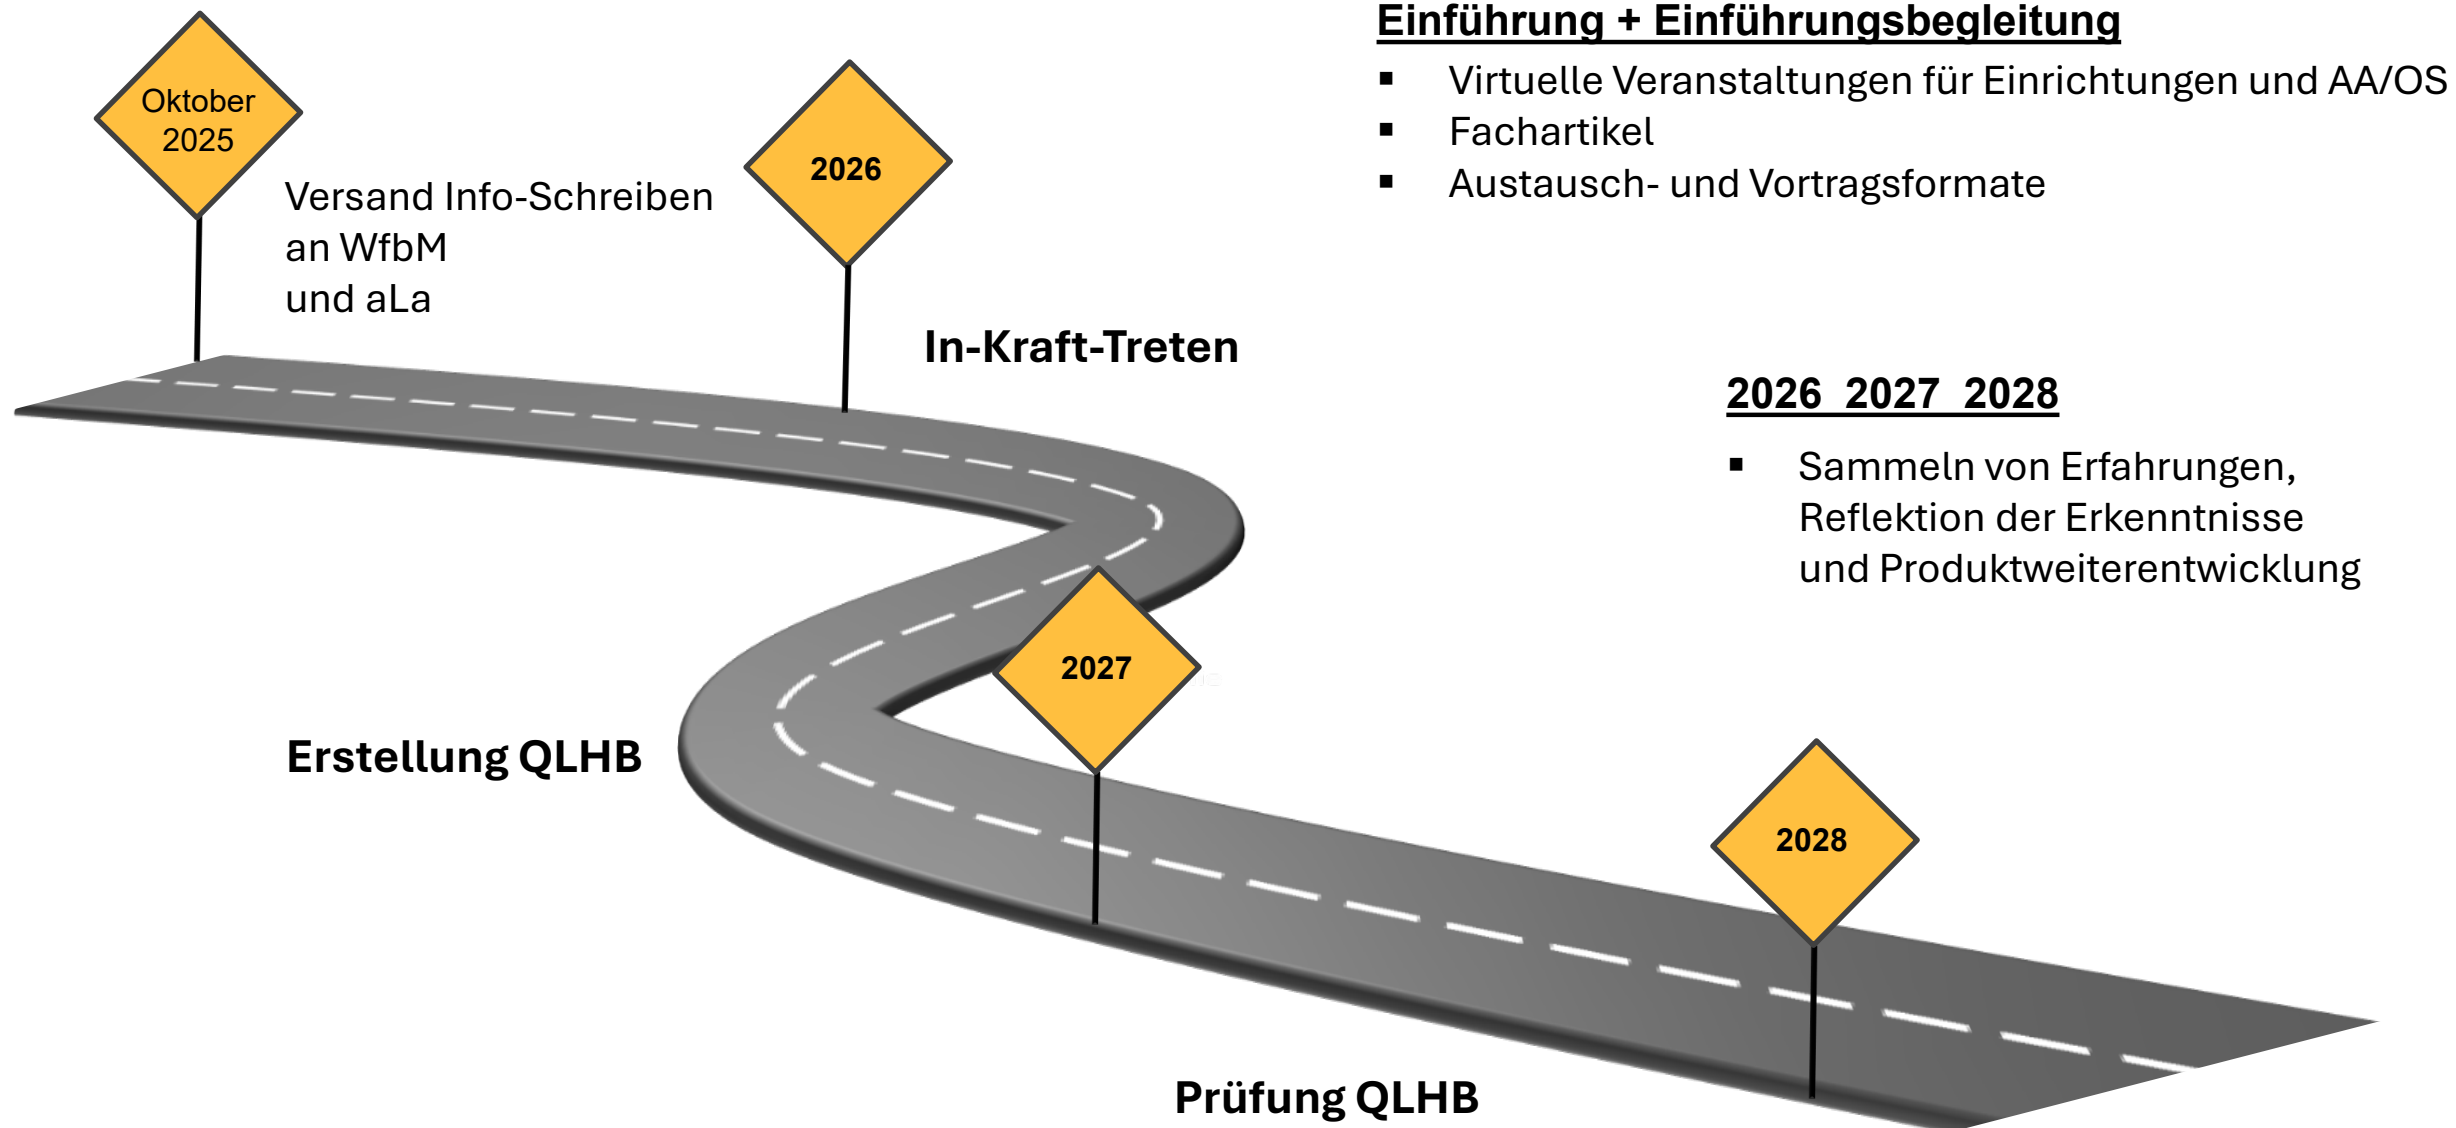 Oktober
2025
Versand Info-Schreiben
an WfbM
und aLa
2026
In-Kraft-Treten
Einführung + Einführungsbegleitung
▪ Virtuelle Veranstaltungen für Einrichtungen und AA/OS
▪ Fachartikel
▪ Austausch- und Vortragsformate
2026 2027 2028
▪ Sammeln von Erfahrungen,
Reflektion der Erkenntnisse
und Produktweiterentwicklung
2027
Erstellung QLHB
2028
Prüfung QLHB